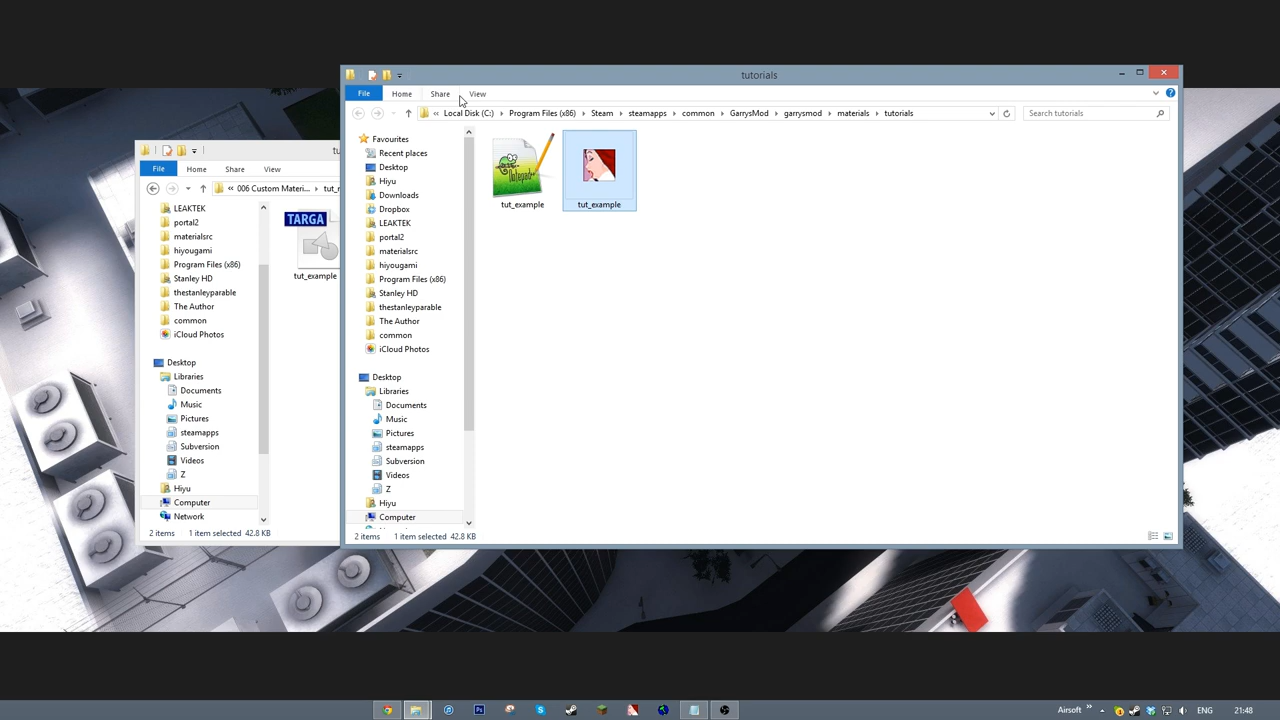 tutorials
File Home Share View
« Local Disk (C:) Program Files (x86) Steam steamapps common GarrysMod garrysmod materials tutorials
Search tutorials
Favourites
Recent places
Desktop
Hiyu
Downloads
Dropbox
LEAKTEK
portal2
materialsrc
hiyougami
Program Files (x86)
Stanley HD
thestanleyparable
The Author
common
iCloud Photos
Desktop
Libraries
Documents
Music
Pictures
steamapps
Subversion
Videos
Z
Hiyu
Computer
tut_example
tut_example
2 items 1 item selected 42.8 KB
File Home Share View
« 006 Custom Materi...
LEAKTEK
portal2
materialsrc
hiyougami
Program Files (x86)
Stanley HD
thestanleyparable
The Author
common
iCloud Photos
Desktop
Libraries
Documents
Music
Pictures
steamapps
Subversion
Videos
Z
Hiyu
Computer
Network
TARGA
tut_example
2 items 1 item selected 42.8 KB
Airsoft » ENG 21:48